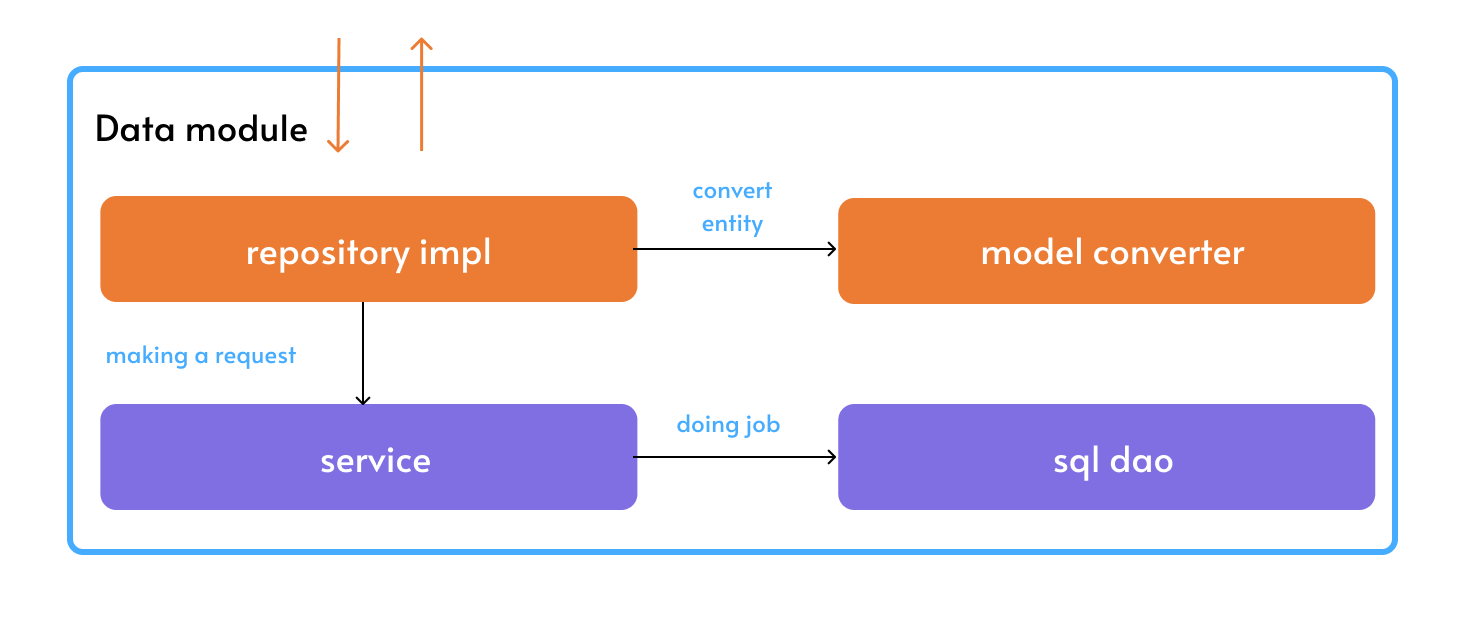 Data module
convert
entity
repository impl
model converter
making a request
doing job
service
sql dao